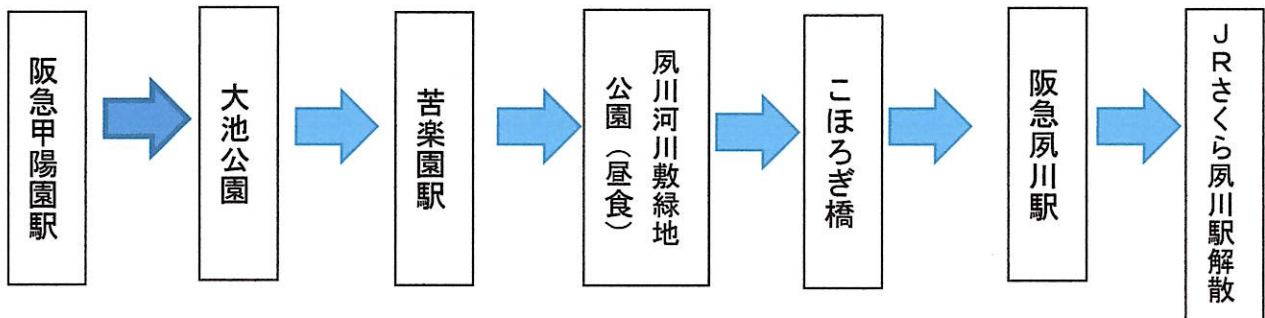 阪急甲陽園駅
大池公園
苦楽園駅
夙川河川敷緑地
公園（昼食）
こほろぎ橋
阪急夙川駅
ＪＲさくら夙川駅解散